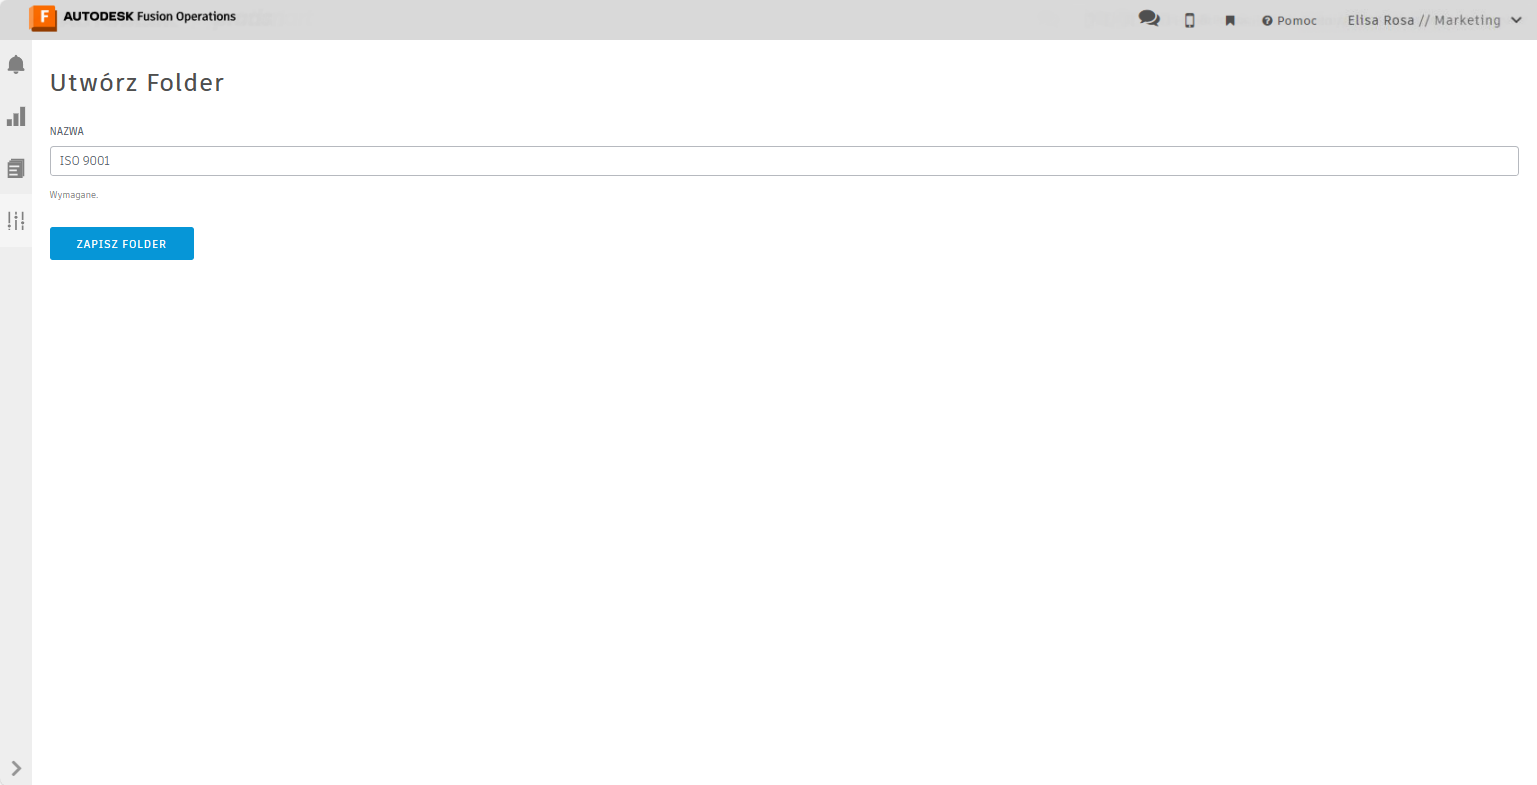 AUTODESK Fusion Operations
Pomoc
Elisa Rosa // Marketing
Utwórz Folder
NAZWA
ISO 9001
Wymagane.
ZAPISZ FOLDER